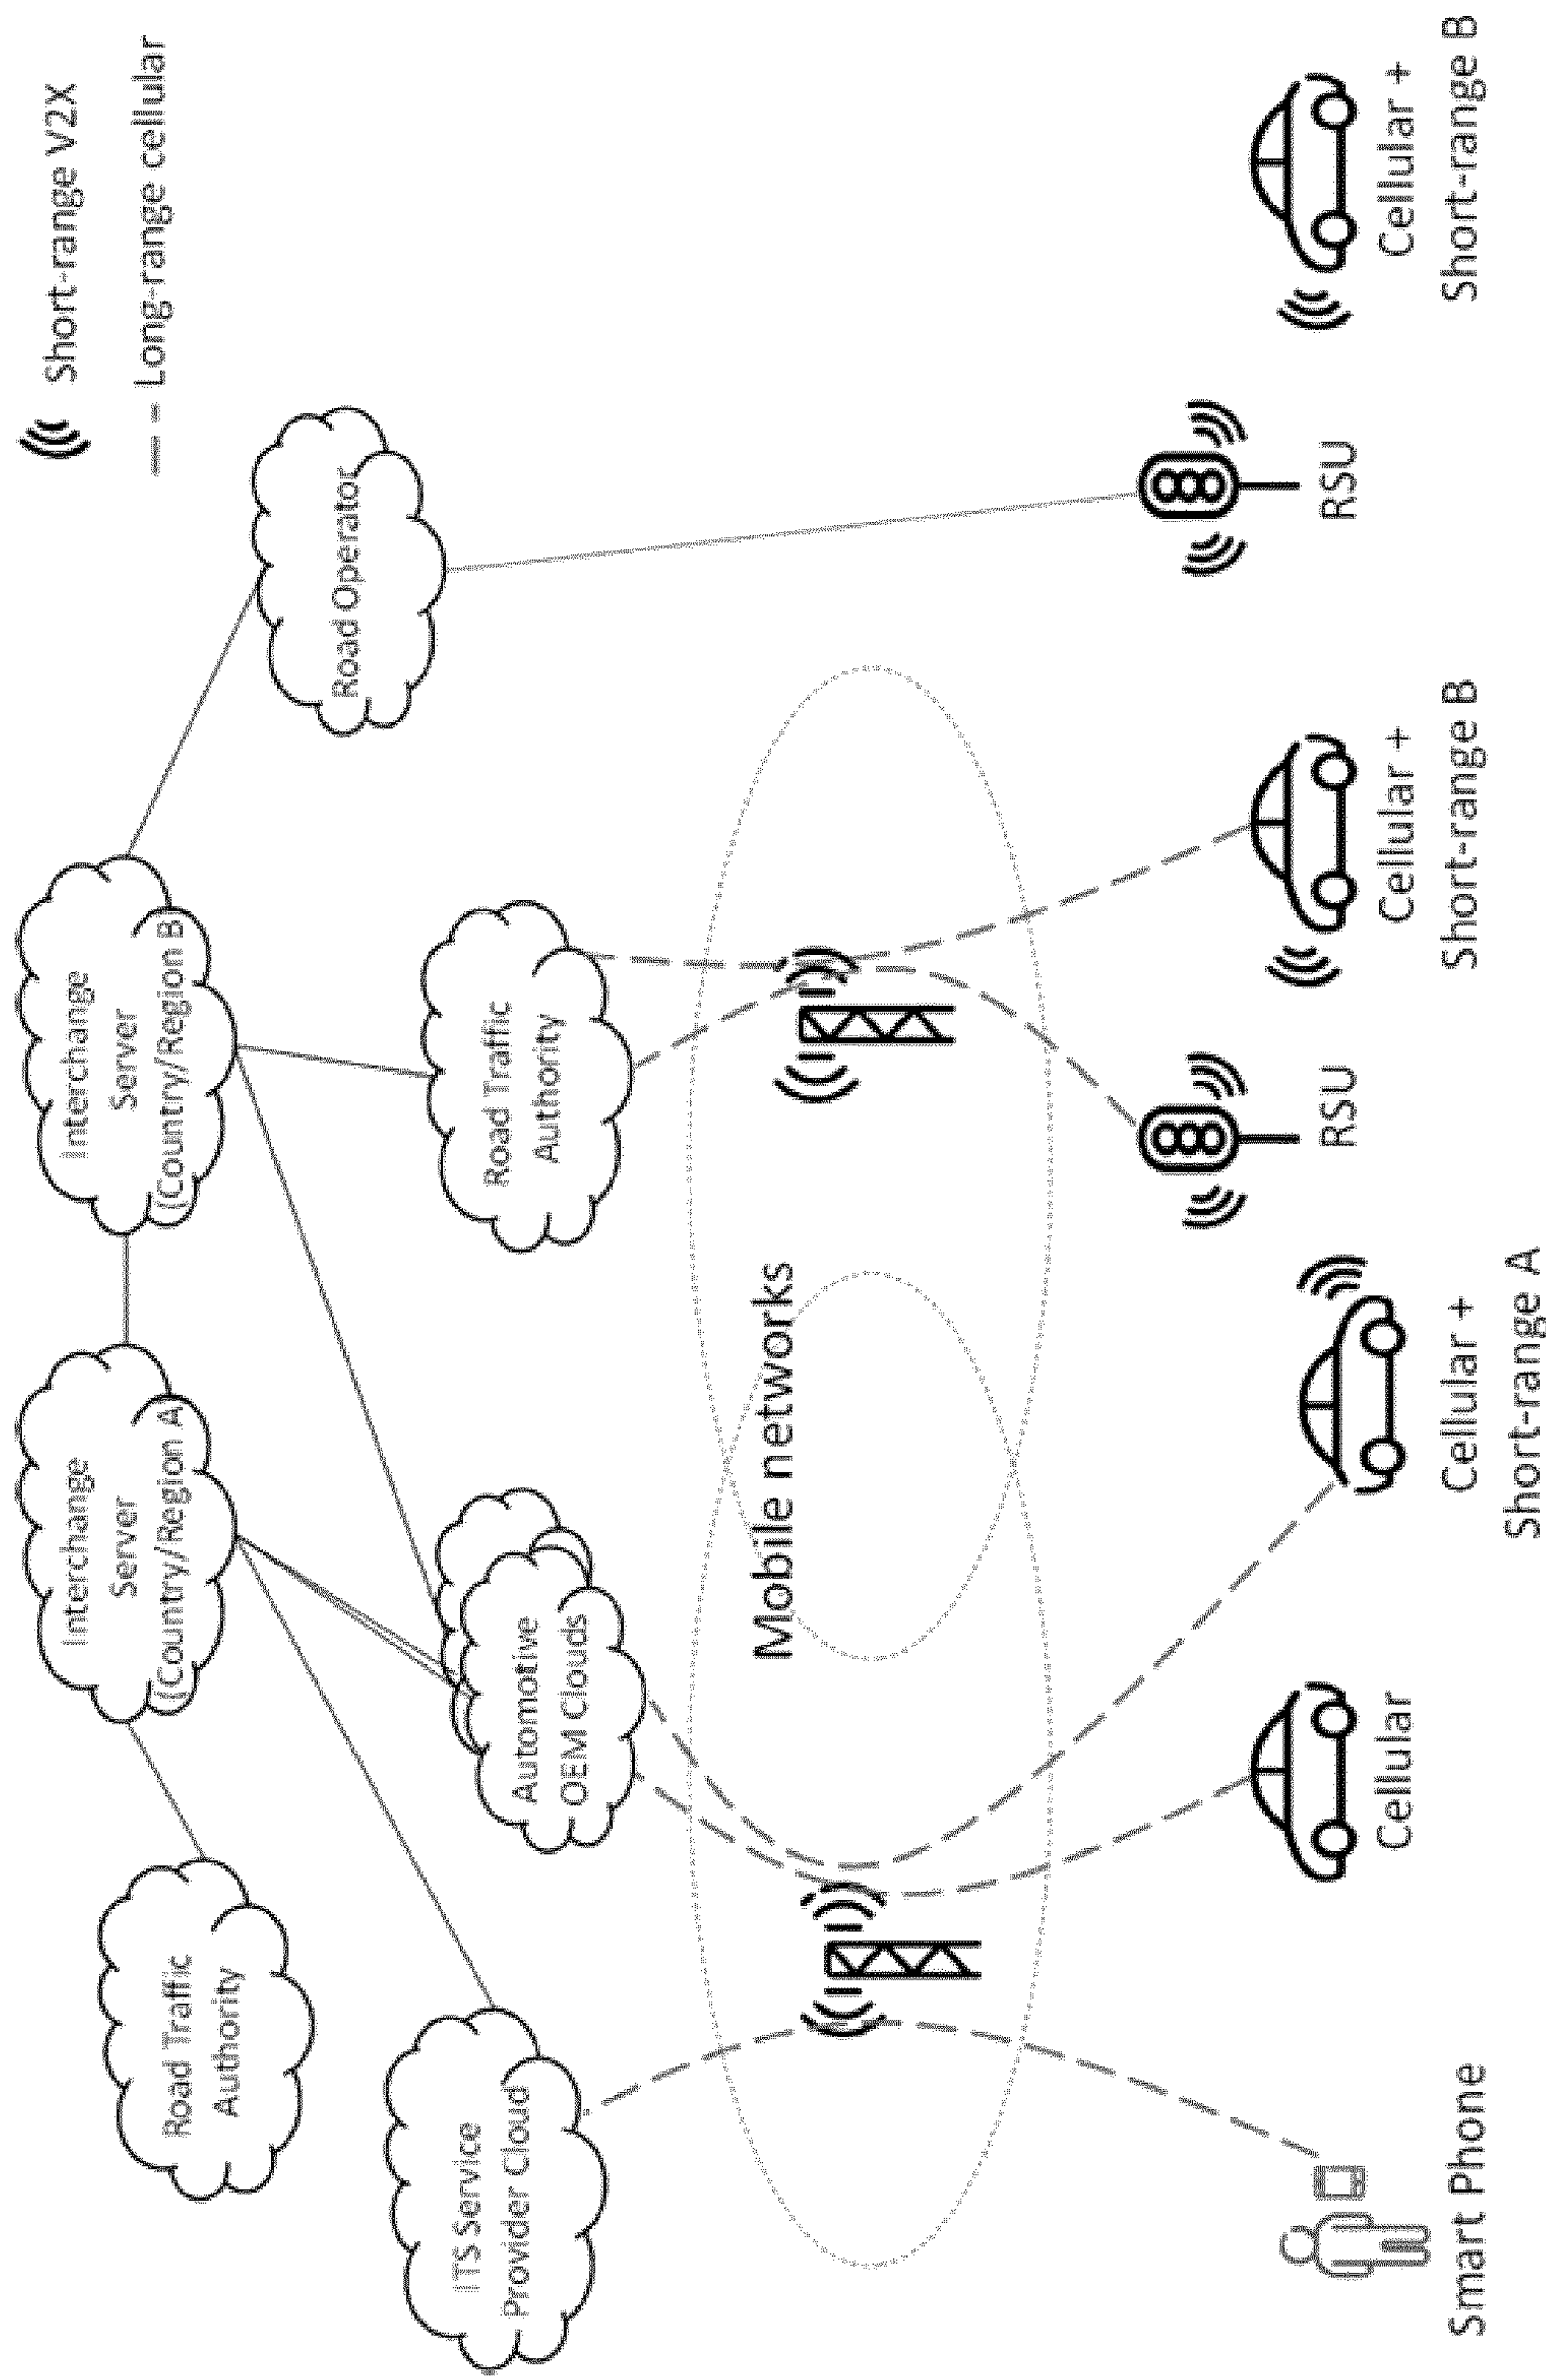 Short-range V2X
Long-range cellular
Interchange
Server
(Country/Region A)
Interchange
Server
(Country/Region B)
Road Traffic
Authority
Road Operator
ITS Service
Provider Cloud
Automotive
OEM Clouds
Road Traffic
Authority
Mobile networks
Smart Phone
Cellular
Cellular +
Short-range A
RSU
Cellular +
Short-range B
RSU
Cellular +
Short-range B